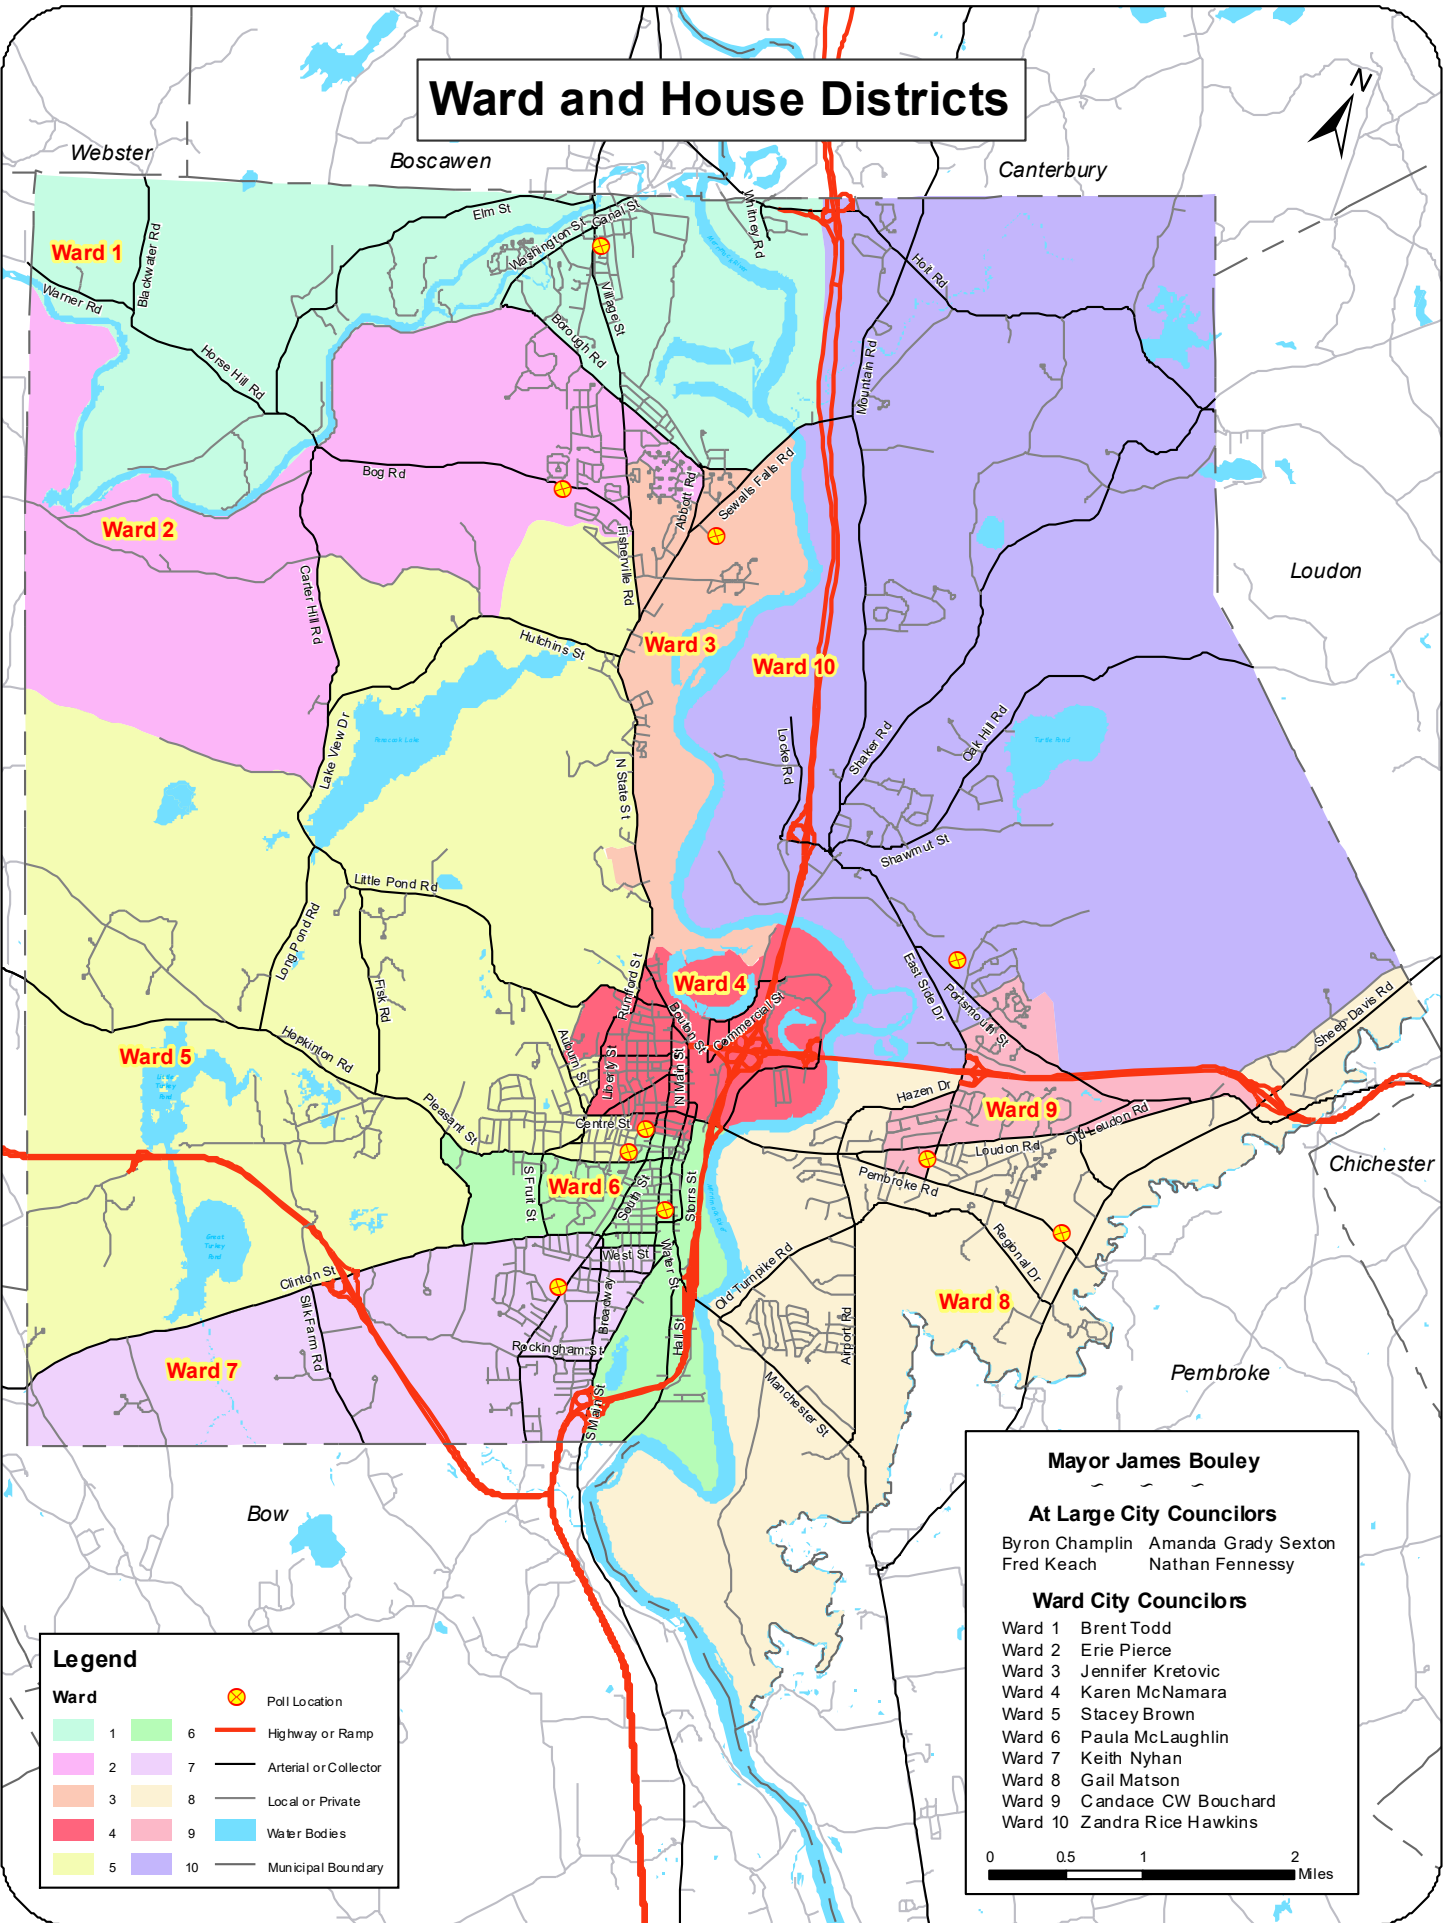 Ward and House Districts
N
Webster
Boscawen
Canterbury
Elm St
Canal St
Washington St
Whitney Rd
Ward 1
Blackwater Rd
Hoit Rd
Warner Rd
Village St
Borough Rd
Horse Hill Rd
Mountain Rd
Bog Rd
Sewalls Falls Rd
Abbott Rd
Ward 2
Fisherville Rd
Carter Hill Rd
Loudon
Hutchins St
Ward 3
Ward 10
Penacook Lake
Lake View Dr
Locke Rd
Shaker Rd
Oak Hill Rd
Turtle Pond
N State St
Shawmut St
Little Pond Rd
Long Pond Rd
Fisk Rd
Rumford St
Ward 4
East Side Dr
Portsmouth St
Sheep Davis Rd
Bouton St
Commercial St
Hopkinton Rd
Ward 5
Little Turkey Pond
Auburn St
Liberty St
N Main St
Hazen Dr
Ward 9
Pleasant St
Centre St
Old Loudon Rd
Loudon Rd
Chichester
S Fruit St
Ward 6
South St
Storrs St
Pembroke Rd
Great Turkey Pond
West St
Water St
Old Turnpike Rd
Regional Dr
Clinton St
Silk Farm Rd
Broadway
Ward 8
Rockingham St
Hall St
Airport Rd
Ward 7
Pembroke
S Main St
Manchester St
Bow
Mayor James Bouley
At Large City Councilors
Byron Champlin Amanda Grady Sexton
Fred Keach Nathan Fennessy
Ward City Councilors
Ward 1 Brent Todd
Ward 2 Erie Pierce
Ward 3 Jennifer Kretovic
Ward 4 Karen McNamara
Ward 5 Stacey Brown
Ward 6 Paula McLaughlin
Ward 7 Keith Nyhan
Ward 8 Gail Matson
Ward 9 Candace CW Bouchard
Ward 10 Zandra Rice Hawkins
0 0.5 1 2
Miles
Legend
Ward
Poll Location
1 6 Highway or Ramp
2 7 Arterial or Collector
3 8 Local or Private
4 9 Water Bodies
5 10 Municipal Boundary